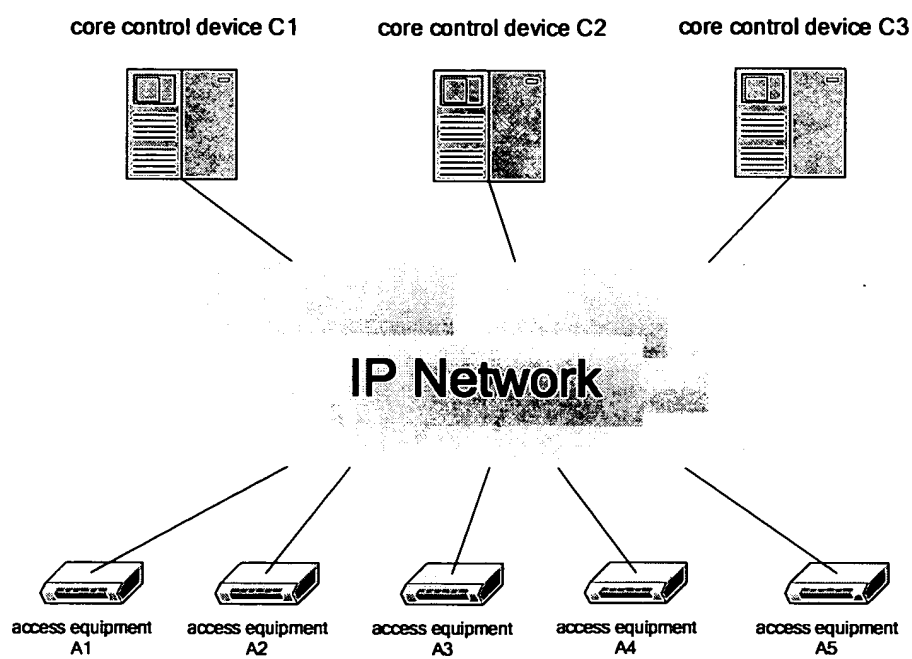 core control device C1
core control device C2
core control device C3
IP Network
access equipment
A1
access equipment
A2
access equipment
A3
access equipment
A4
access equipment
A5